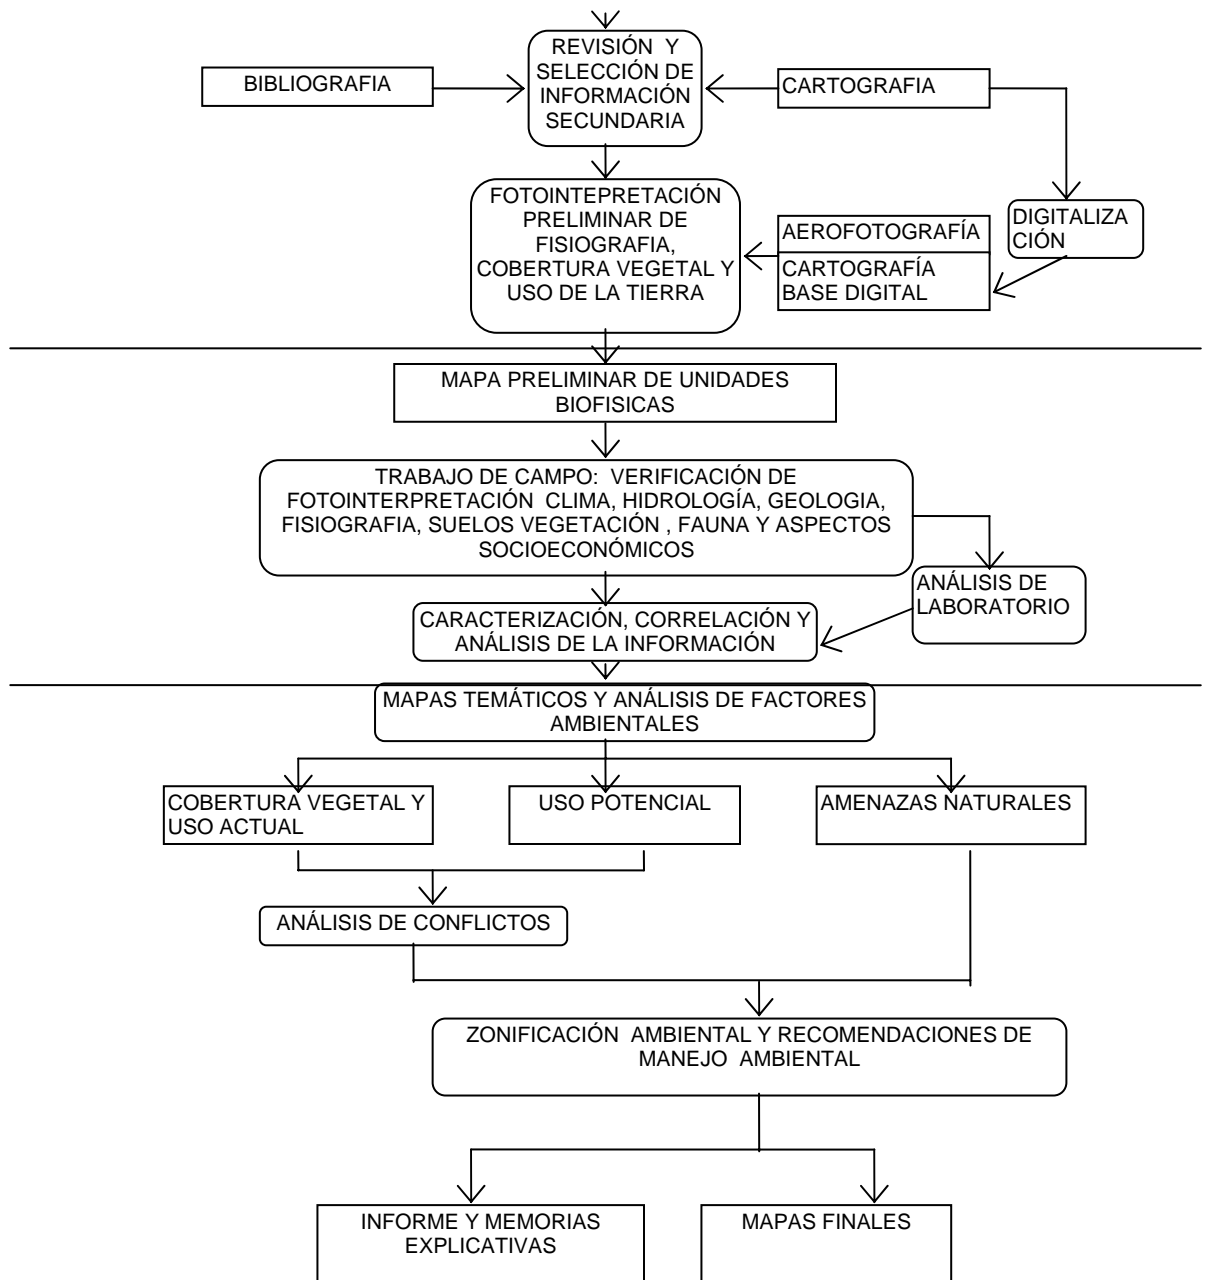 REVISIÓN Y
SELECCIÓN DE
INFORMACIÓN
SECUNDARIA
BIBLIOGRAFIA
CARTOGRAFIA
FOTOINTEPRETACIÓN
PRELIMINAR DE
FISIOGRAFIA,
COBERTURA VEGETAL Y
USO DE LA TIERRA
AEROFOTOGRAFÍA
CARTOGRAFÍA
BASE DIGITAL
DIGITALIZA
CIÓN
MAPA PRELIMINAR DE UNIDADES
BIOFISICAS
TRABAJO DE CAMPO: VERIFICACIÓN DE
FOTOINTERPRETACIÓN CLIMA, HIDROLOGÍA, GEOLOGIA,
FISIOGRAFIA, SUELOS VEGETACIÓN , FAUNA Y ASPECTOS
SOCIOECONÓMICOS
ANÁLISIS DE
LABORATORIO
CARACTERIZACIÓN, CORRELACIÓN Y
ANÁLISIS DE LA INFORMACIÓN
MAPAS TEMÁTICOS Y ANÁLISIS DE FACTORES
AMBIENTALES
COBERTURA VEGETAL Y
USO ACTUAL
USO POTENCIAL
AMENAZAS NATURALES
ANÁLISIS DE CONFLICTOS
ZONIFICACIÓN AMBIENTAL Y RECOMENDACIONES DE
MANEJO AMBIENTAL
INFORME Y MEMORIAS
EXPLICATIVAS
MAPAS FINALES